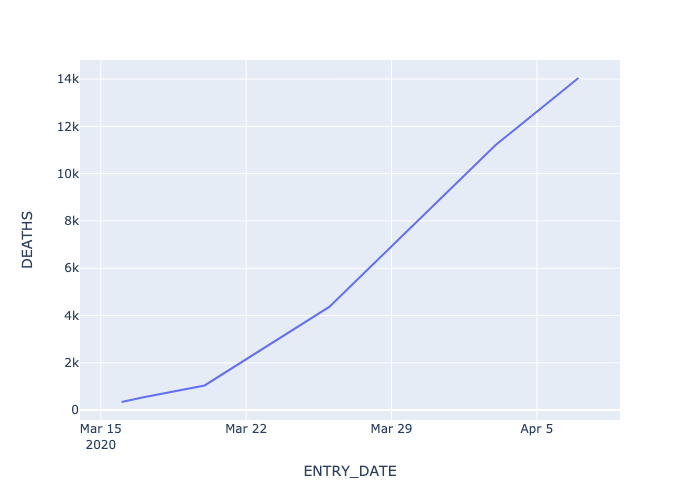 14k
12k
10k
8k
6k
4k
2k
0
DEATHS
Mar 15 Mar 22 Mar 29 Apr 5
2020
ENTRY_DATE